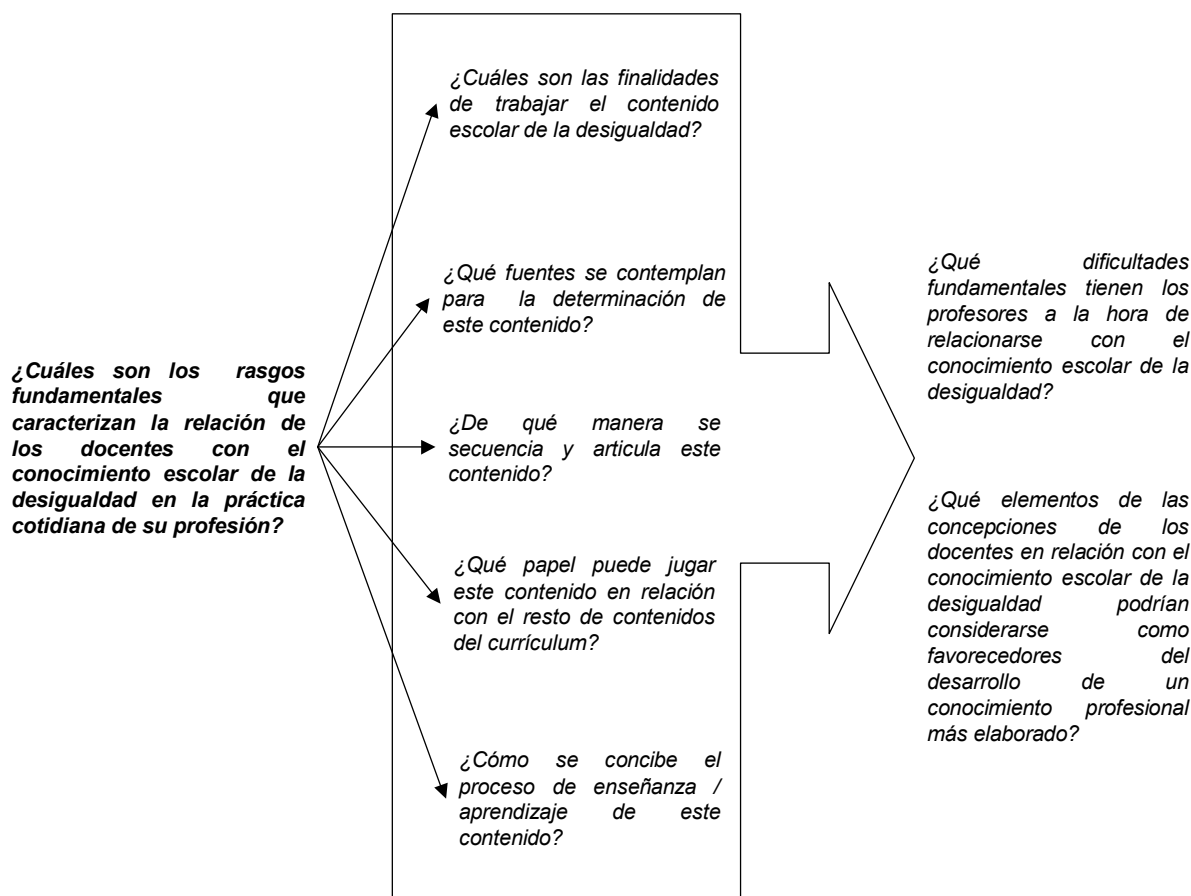 ¿Cuáles son los rasgos
fundamentales que
caracterizan la relación de
los docentes con el
conocimiento escolar de la
desigualdad en la práctica
cotidiana de su profesión?
¿Cuáles son las finalidades
de trabajar el contenido
escolar de la desigualdad?
¿Qué fuentes se contemplan
para la determinación de
este contenido?
¿De qué manera se
secuencia y articula este
contenido?
¿Qué papel puede jugar
este contenido en relación
con el resto de contenidos
del currículum?
¿Cómo se concibe el
proceso de enseñanza /
aprendizaje de este
contenido?
¿Qué dificultades
fundamentales tienen los
profesores a la hora de
relacionarse con el
conocimiento escolar de la
desigualdad?
¿Qué elementos de las
concepciones de los
docentes en relación con el
conocimiento escolar de la
desigualdad podrían
considerarse como
favorecedores del
desarrollo de un
conocimiento profesional
más elaborado?